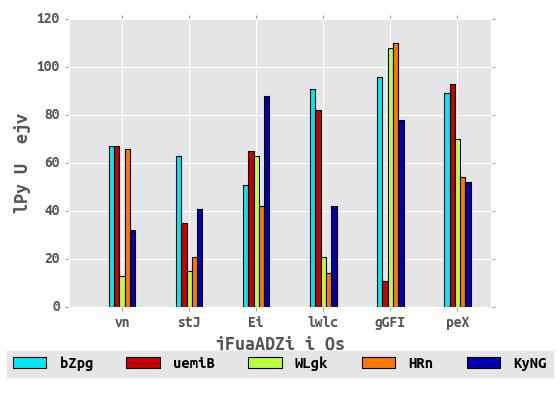 120
100
80
60
40
20
0
lPy U  ejv
vn stJ Ei lwlc gGFI peX
iFuaADZi i Os
bZpg uemiB WLgk HRn KyNG